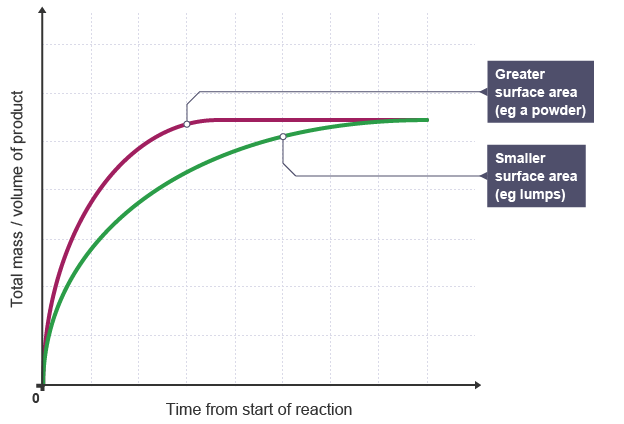 Total mass / volume of product
Greater
surface area
(eg a powder)
Smaller
surface area
(eg lumps)
0
Time from start of reaction